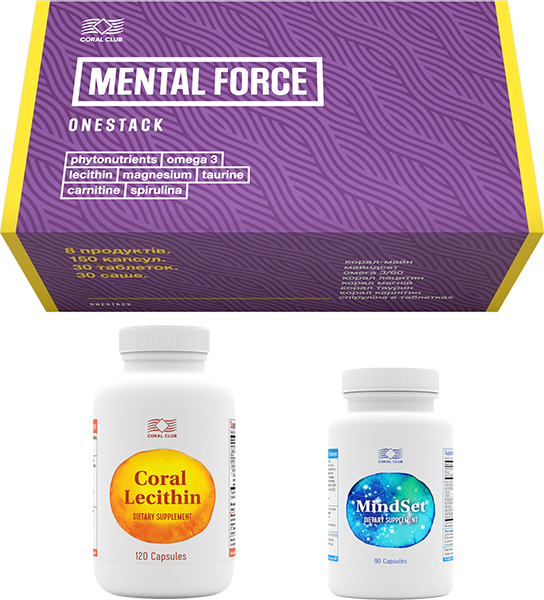 CORAL CLUB
MENTAL FORCE
ONESTACK
phytonutrients omega 3
lecithin magnesium taurine
carnitine spirulina
8 продуктів.
150 капсул.
30 таблеток.
30 саше.
ONESTACK
корал-майн
майндсет
омега 3/60
корал лецитин
корал магній
корал таурин
корал карнітин
спіруліна в таблетках
CORAL CLUB
Coral
Lecithin
DIETARY SUPPLEMENT
120 Capsules
CORAL CLUB
MindSet
DIETARY SUPPLEMENT
90 Capsules